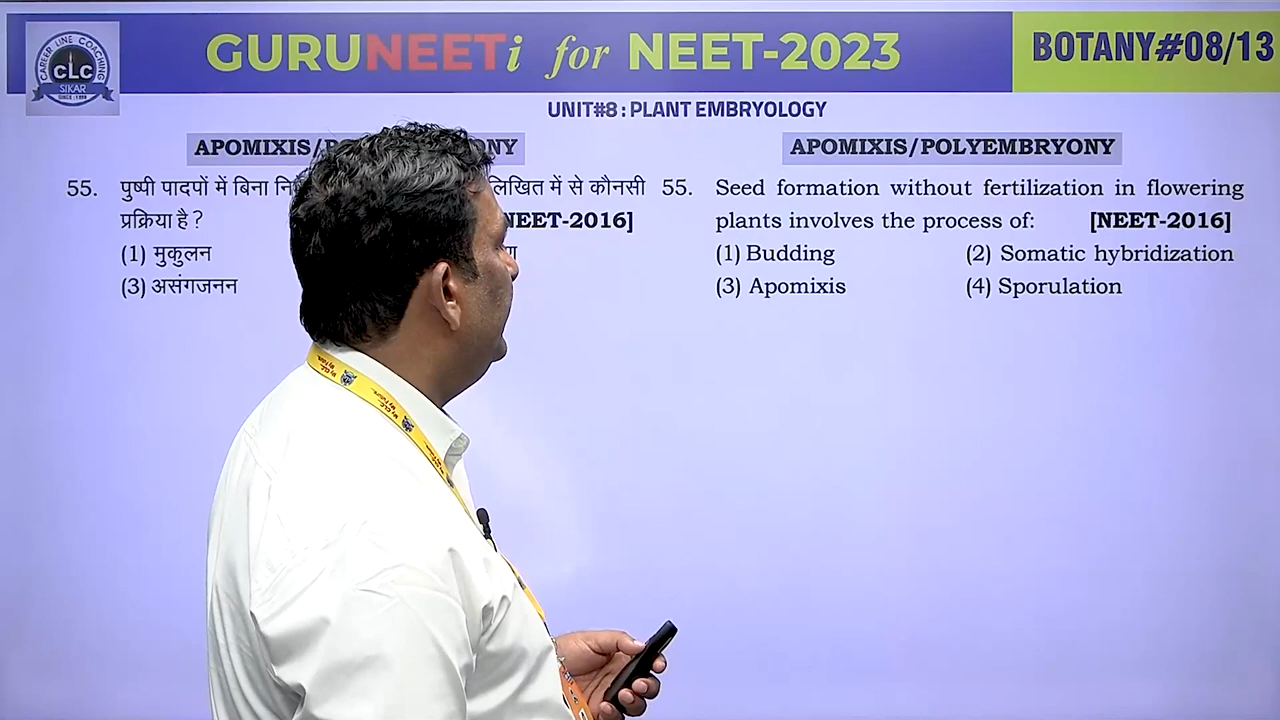 CAREER LINE COACHING
CLC
SIKAR
SINCE : 1996
GURUNEETi for NEET-2023
BOTANY#08/13
UNIT#8 : PLANT EMBRYOLOGY
APOMIXIS/ NY
55. पुष्पी पादपों में बिना लिखित में से कौनसी
प्रक्रिया है ? NEET-2016]
(1) मुकुलन
(3) असंगजनन
APOMIXIS/POLYEMBRYONY
55. Seed formation without fertilization in flowering
plants involves the process of: [NEET-2016]
(1) Budding (2) Somatic hybridization
(3) Apomixis (4) Sporulation